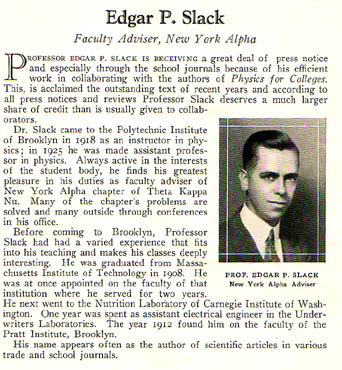 Edgar P. Slack
Faculty Adviser, New York Alpha
PROFESSOR EDGAR P. SLACK IS RECEIVING a great deal of press notice
and especially through the school journals because of his efficient
work in collaborating with the authors of Physics for Colleges.
This, is acclaimed the outstanding text of recent years and according to
all press notices and reviews Professor Slack deserves a much larger
share of credit than is usually given to collab-
orators.
Dr. Slack came to the Polytechnic Institute
of Brooklyn in 1918 as an instructor in phy-
sics; in 1925 he was made assistant profes-
sor in physics. Always active in the interests
of the student body, he finds his greatest
pleasure in his duties as faculty adviser of
New York Alpha chapter of Theta Kappa
Nu. Many of the chapter's problems are
solved and many outside through conferences
in his office.
Before coming to Brooklyn, Professor
Slack had had a varied experience that fits
into his teaching and makes his classes deeply
interesting. He was graduated from Massa-
chusetts Institute of Technology in 1908. He
was at once appointed on the faculty of that
institution where he served for two years.
He next went to the Nutrition Laboratory of Carnegie Institute of Wash-
ington. One year was spent as assistant electrical engineer in the Under-
writers Laboratories. The year 1912 found him on the faculty of the
Pratt Institute, Brooklyn.
His name appears often as the author of scientific articles in various
trade and school journals.
PROF. EDGAR P. SLACK
New York Alpha Adviser